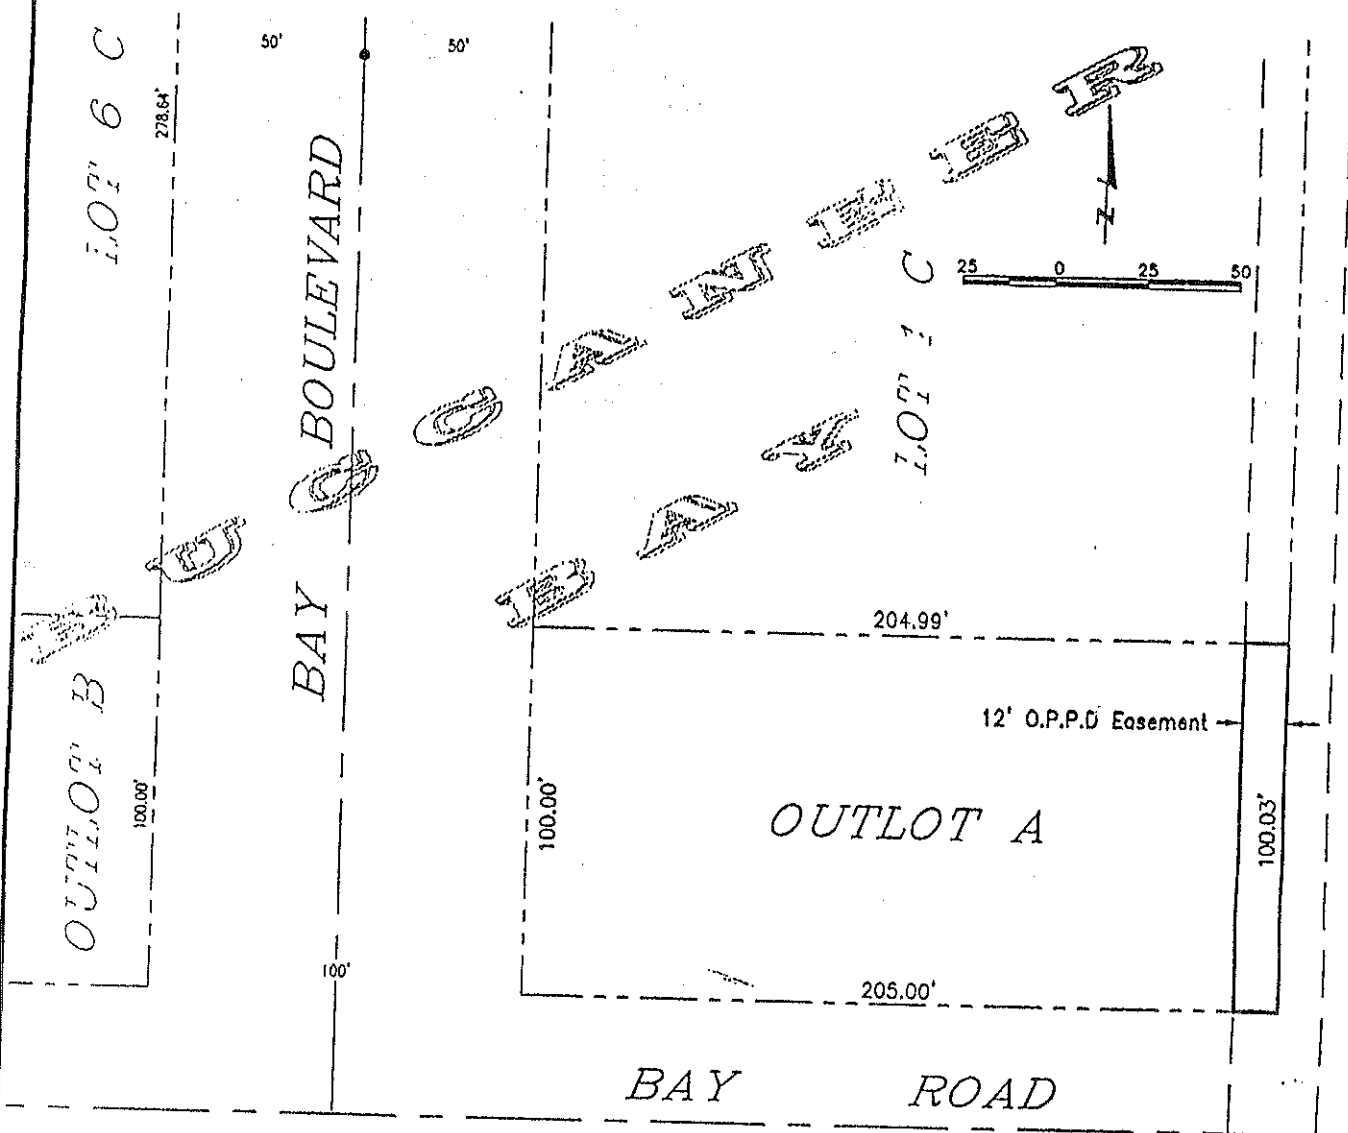 50'
50'
LOT 6 C
278.64'
BAY BOULEVARD
BUCCANEER
BAY
N
25 0 25 50
LOT 1 C
204.99'
12' O.P.P.D Easement
OUTLOT B
100.00'
100.00'
OUTLOT A
100.03'
100'
205.00'
BAY ROAD